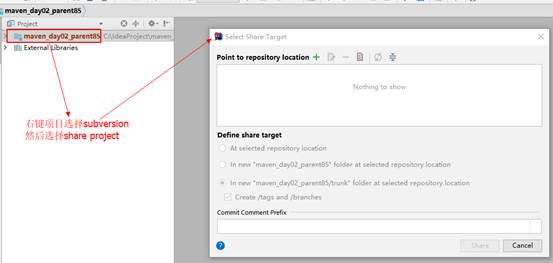 maven_day02_parent85
Project
maven_day02_parent85 C:\IdeaProject\maven_
External Libraries
右键项目选择subversion
然后选择share project
Select Share Target
Point to repository location
Nothing to show
Define share target
At selected repository location
In new "maven_day02_parent85" folder at selected repository location
In new "maven_day02_parent85/trunk" folder at selected repository location
Create /tags and /branches
Commit Comment Prefix
Share
Cancel